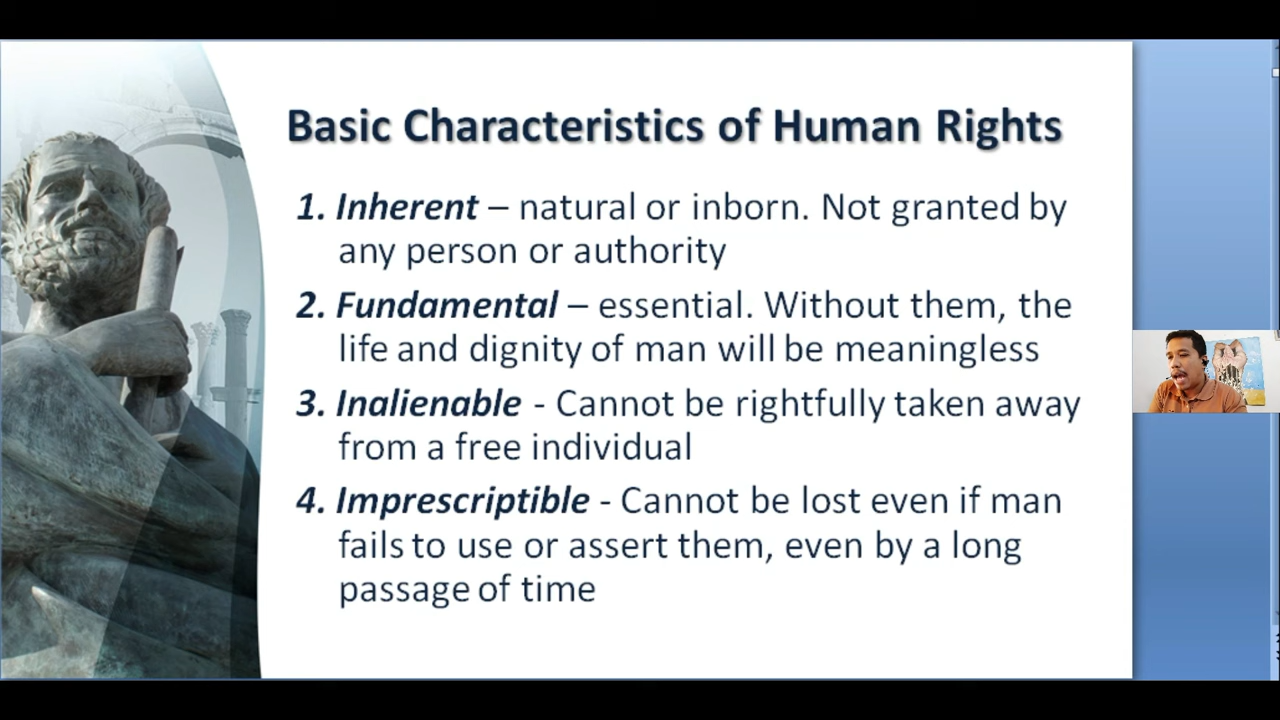 Basic Characteristics of Human Rights
1. Inherent – natural or inborn. Not granted by
any person or authority
2. Fundamental – essential. Without them, the
life and dignity of man will be meaningless
3. Inalienable - Cannot be rightfully taken away
from a free individual
4. Imprescriptible - Cannot be lost even if man
fails to use or assert them, even by a long
passage of time